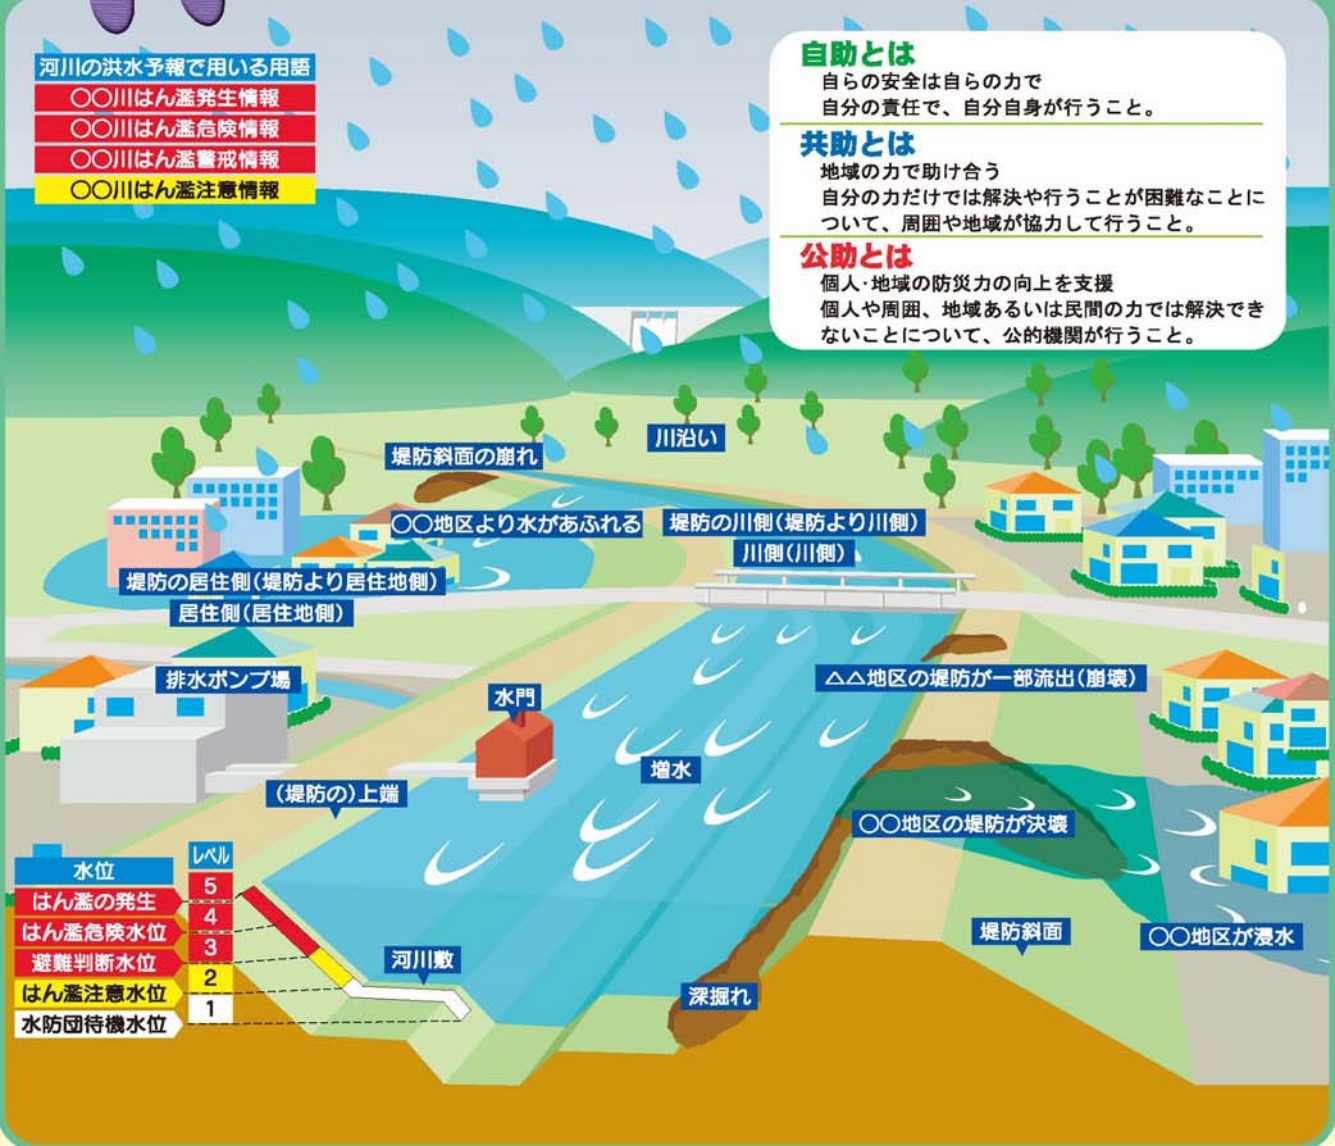 河川の洪水予報で用いる用語
〇〇川はん濫発生情報
〇〇川はん濫危険情報
〇〇川はん濫警戒情報
〇〇川はん濫注意情報
自助とは
自らの安全は自らの力で
自分の責任で、自分自身が行うこと。
共助とは
地域の力で助け合う
自分の力だけでは解決や行うことが困難なことに
ついて、周囲や地域が協力して行うこと。
公助とは
個人・地域の防災力の向上を支援
個人や周囲、地域あるいは民間の力では解決でき
ないことについて、公的機関が行うこと。
川沿い
堤防斜面の崩れ
〇〇地区より水があふれる
堤防の川側(堤防より川側)
川側(川側)
堤防の居住側(堤防より居住地側)
居住側(居住地側)
排水ポンプ場
水門
△△地区の堤防が一部流出(崩壊)
増水
(堤防の)上端
〇〇地区の堤防が決壊
水位
レベル
はん濫の発生
5
はん濫危険水位
4
避難判断水位
3
はん濫注意水位
2
水防団待機水位
1
河川敷
堤防斜面
〇〇地区が浸水
深掘れ